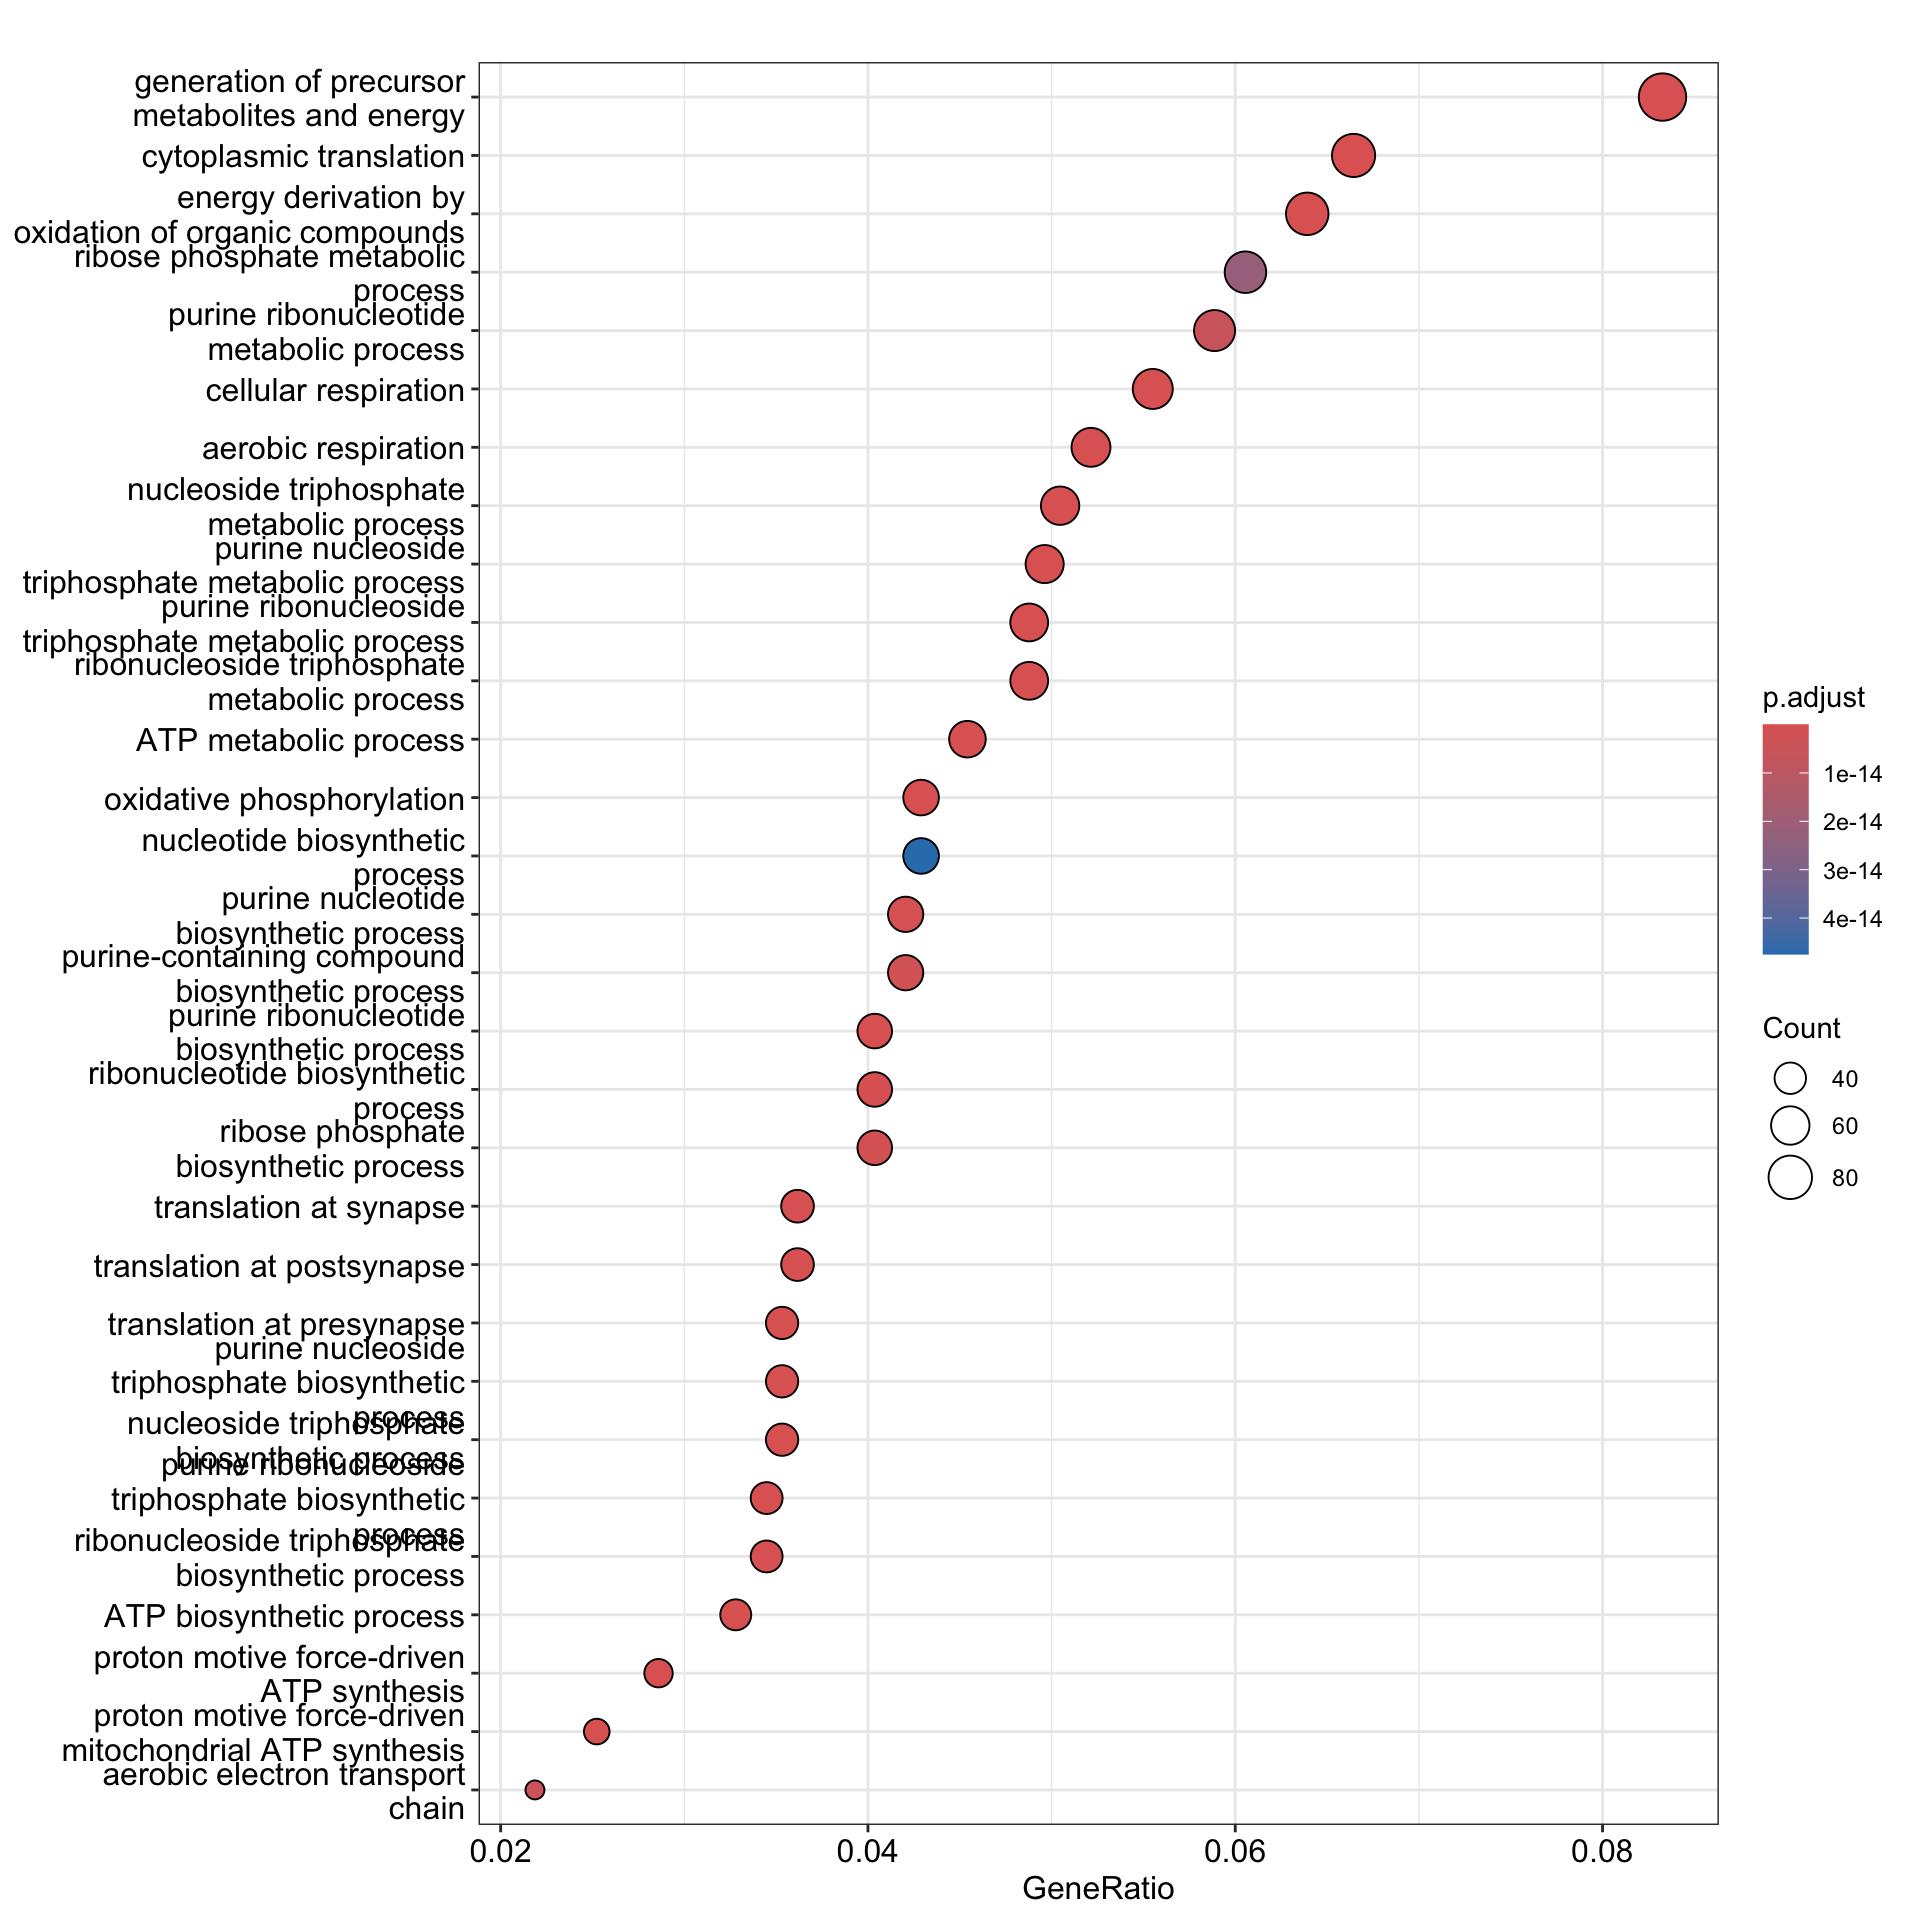 generation of precursor
metabolites and energy
cytoplasmic translation
energy derivation by
oxidation of organic compounds
ribose phosphate metabolic
process
purine ribonucleotide
metabolic process
cellular respiration
aerobic respiration
nucleoside triphosphate
metabolic process
purine nucleoside
triphosphate metabolic process
purine ribonucleoside
triphosphate metabolic process
ribonucleoside triphosphate
metabolic process
ATP metabolic process
oxidative phosphorylation
nucleotide biosynthetic
process
purine nucleotide
biosynthetic process
purine-containing compound
biosynthetic process
purine ribonucleotide
biosynthetic process
ribonucleotide biosynthetic
process
ribose phosphate
biosynthetic process
translation at synapse
translation at postsynapse
translation at presynapse
purine nucleoside
triphosphate biosynthetic
process
nucleoside triphosphate
biosynthetic process
purine ribonucleoside
triphosphate biosynthetic
process
ribonucleoside triphosphate
biosynthetic process
ATP biosynthetic process
proton motive force-driven
ATP synthesis
proton motive force-driven
mitochondrial ATP synthesis
aerobic electron transport
chain
0.02 0.04 0.06 0.08
GeneRatio
p.adjust
1e-14
2e-14
3e-14
4e-14
Count
40
60
80